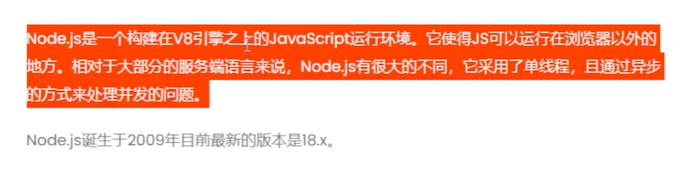 Node.js是一个构建在V8引擎之上的JavaScript运行环境。它使得JS可以运行在浏览器以外的
地方。相对于大部分的服务端语言来说，Node.js有很大的不同，它采用了单线程，且通过异步
的方式来处理并发的问题。
Node.js诞生于2009年目前最新的版本是18.x。